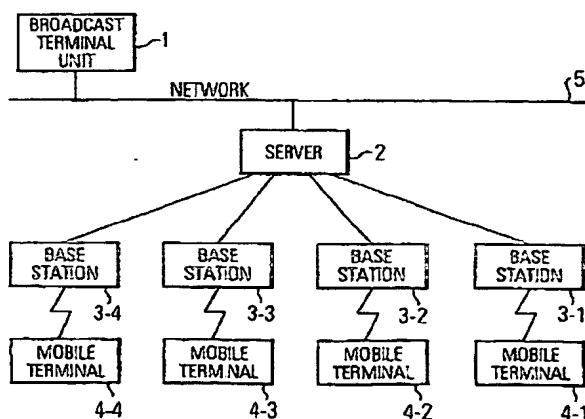 BROADCAST
TERMINAL
UNIT
1
NETWORK
5
SERVER
2
BASE
STATION
BASE
STATION
BASE
STATION
BASE
STATION
3-4
3-3
3-2
3-1
MOBILE
TERMINAL
MOBILE
TERMINAL
MOBILE
TERMINAL
MOBILE
TERMINAL
4-4
4-3
4-2
4-1